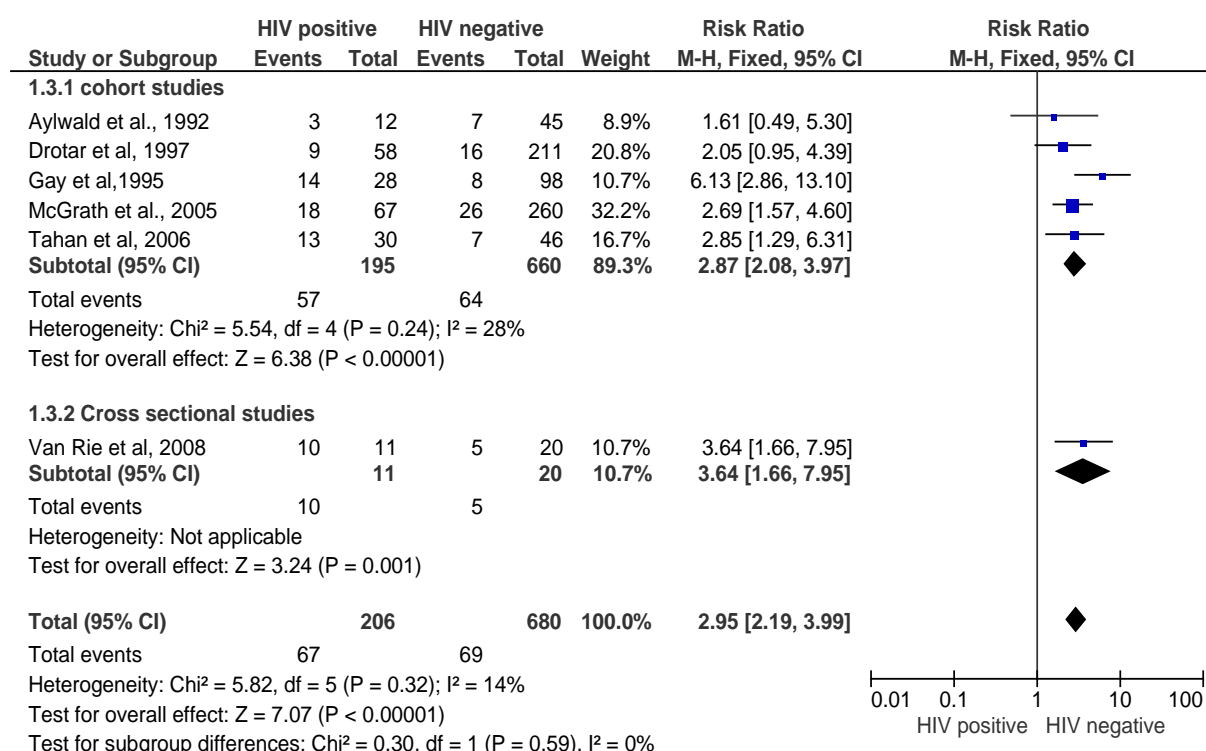 HIV positive HIV negative Risk Ratio Risk Ratio
Study or Subgroup Events Total Events Total Weight M-H, Fixed, 95% CI M-H, Fixed, 95% CI
1.3.1 cohort studies
Aylwald et al., 1992 3 12 7 45 8.9% 1.61 [0.49, 5.30]
Drotar et al, 1997 9 58 16 211 20.8% 2.05 [0.95, 4.39]
Gay et al,1995 14 28 8 98 10.7% 6.13 [2.86, 13.10]
McGrath et al., 2005 18 67 26 260 32.2% 2.69 [1.57, 4.60]
Tahan et al, 2006 13 30 7 46 16.7% 2.85 [1.29, 6.31]
Subtotal (95% CI) 195 660 89.3% 2.87 [2.08, 3.97]
Total events 57 64
Heterogeneity: Chi² = 5.54, df = 4 (P = 0.24); I² = 28%
Test for overall effect: Z = 6.38 (P < 0.00001)
1.3.2 Cross sectional studies
Van Rie et al, 2008 10 11 5 20 10.7% 3.64 [1.66, 7.95]
Subtotal (95% CI) 11 20 10.7% 3.64 [1.66, 7.95]
Total events 10 5
Heterogeneity: Not applicable
Test for overall effect: Z = 3.24 (P = 0.001)
Total (95% CI) 206 680 100.0% 2.95 [2.19, 3.99]
Total events 67 69
Heterogeneity: Chi² = 5.82, df = 5 (P = 0.32); I² = 14%
Test for overall effect: Z = 7.07 (P < 0.00001)
Test for subgroup differences: Chi² = 0.30, df = 1 (P = 0.59), I² = 0%
0.01 0.1 1 10 100
HIV positive HIV negative